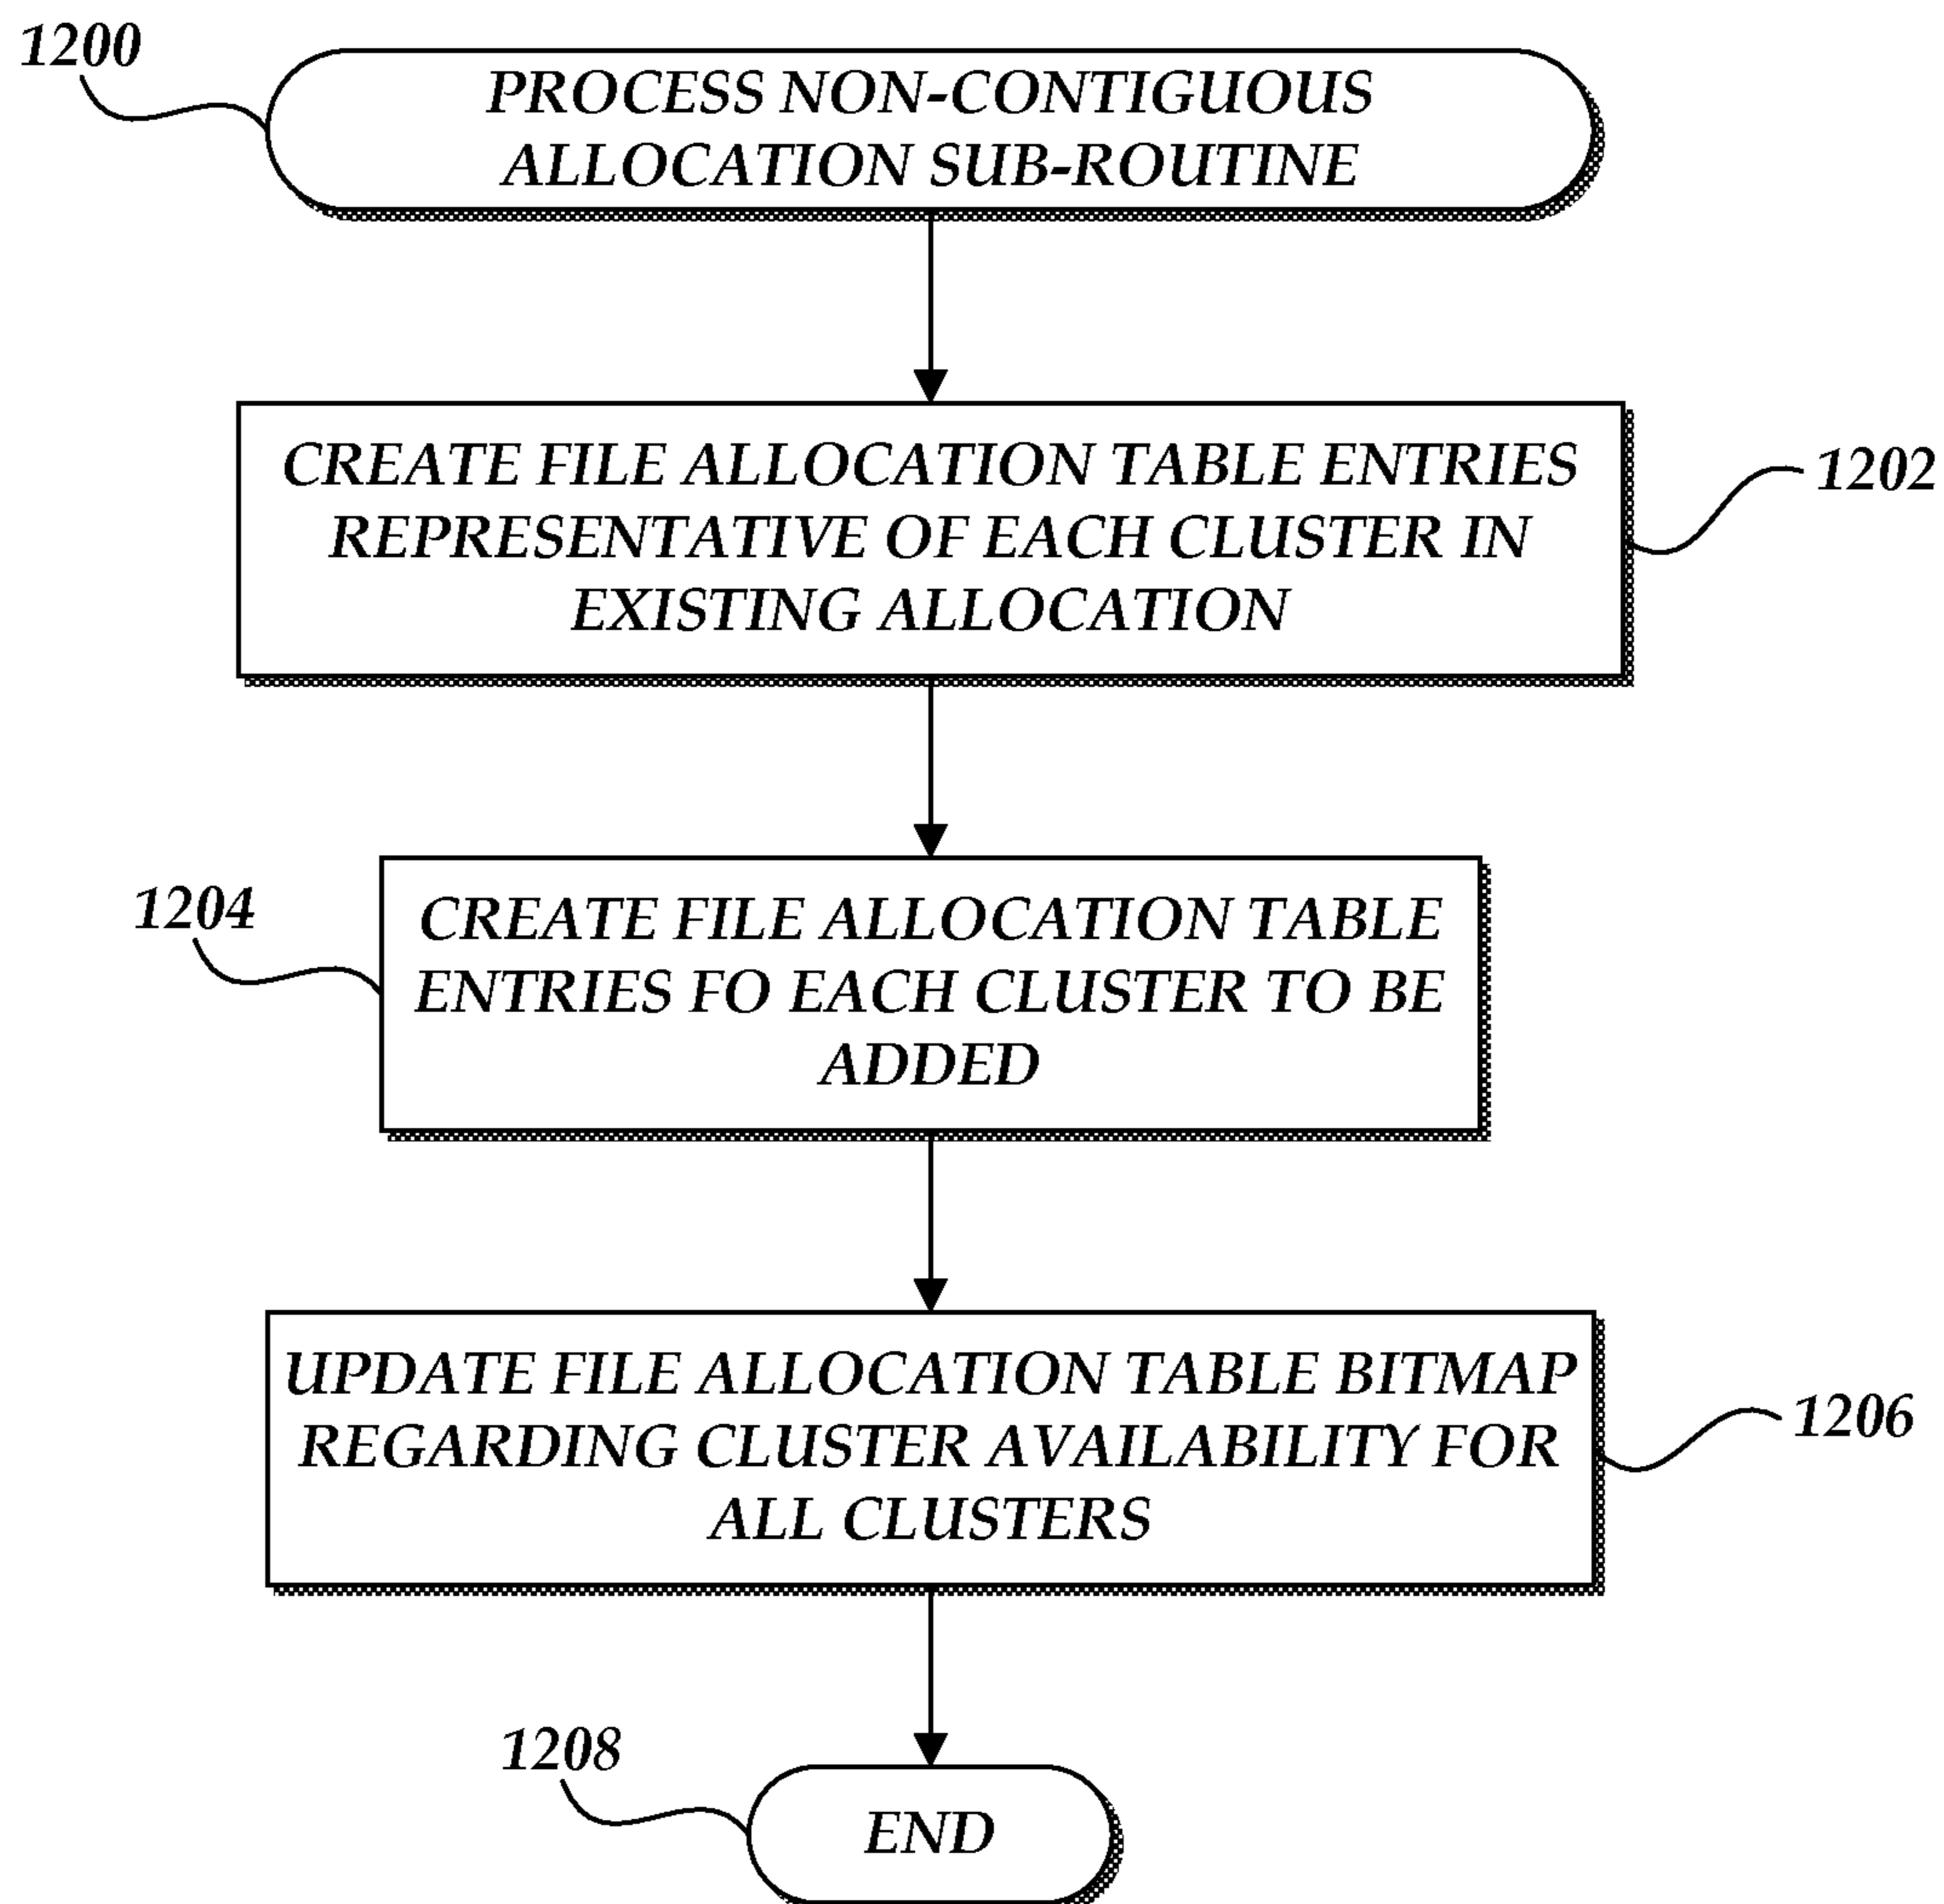 1200
PROCESS NON-CONTIGUOUS
ALLOCATION SUB-ROUTINE
CREATE FILE ALLOCATION TABLE ENTRIES
REPRESENTATIVE OF EACH CLUSTER IN
EXISTING ALLOCATION
1202
1204
CREATE FILE ALLOCATION TABLE
ENTRIES FO EACH CLUSTER TO BE
ADDED
UPDATE FILE ALLOCATION TABLE BITMAP
REGARDING CLUSTER AVAILABILITY FOR
ALL CLUSTERS
1206
1208
END